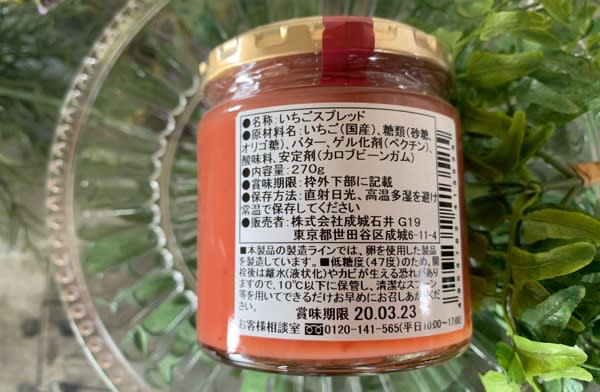 ●名称:いちごスプレッド
●原材料名:いちご(国産)、糖類(砂糖、
オリゴ糖)、バター、ゲル化剤(ペクチン)、
酸味料、安定剤(カロブビーンガム)
●内容量:270g
●賞味期限:枠外下部に記載
●保存方法:直射日光、高温多湿を避け
常温で保存してください
●販売者:株式会社成城石井 G19
東京都世田谷区成城6-11-4
■本製品の製造ラインでは、卵を使用した製品
を製造しています。■低糖度(47度)のため、開
栓後は離水(液状化)やカビが生える恐れがあり
ますので、10℃以下に保管し、清潔なスプーン
等を用いてできるだけお早めにお召しあがりくだ
さい。
賞味期限 20.03.23
お客様相談室 0120-141-565(平日10:00~17:00)